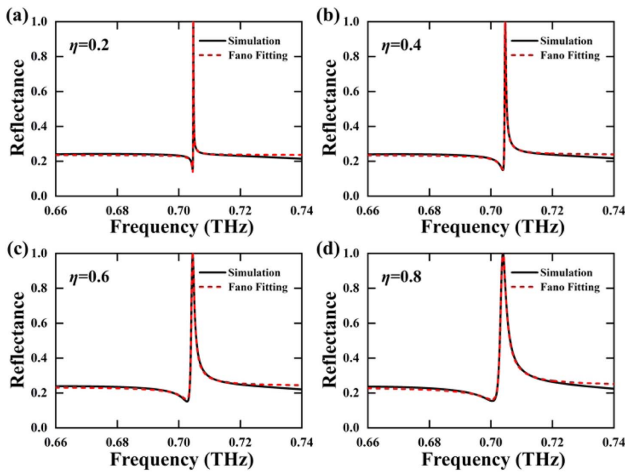 (a)
η=0.2
Simulation
Fano Fitting
Reflectance
1.0
0.8
0.6
0.4
0.2
0.0
0.66 0.68 0.70 0.72 0.74
Frequency (THz)
(b)
η=0.4
Simulation
Fano Fitting
Reflectance
1.0
0.8
0.6
0.4
0.2
0.0
0.66 0.68 0.70 0.72 0.74
Frequency (THz)
(c)
η=0.6
Simulation
Fano Fitting
Reflectance
1.0
0.8
0.6
0.4
0.2
0.0
0.66 0.68 0.70 0.72 0.74
Frequency (THz)
(d)
η=0.8
Simulation
Fano Fitting
Reflectance
1.0
0.8
0.6
0.4
0.2
0.0
0.66 0.68 0.70 0.72 0.74
Frequency (THz)